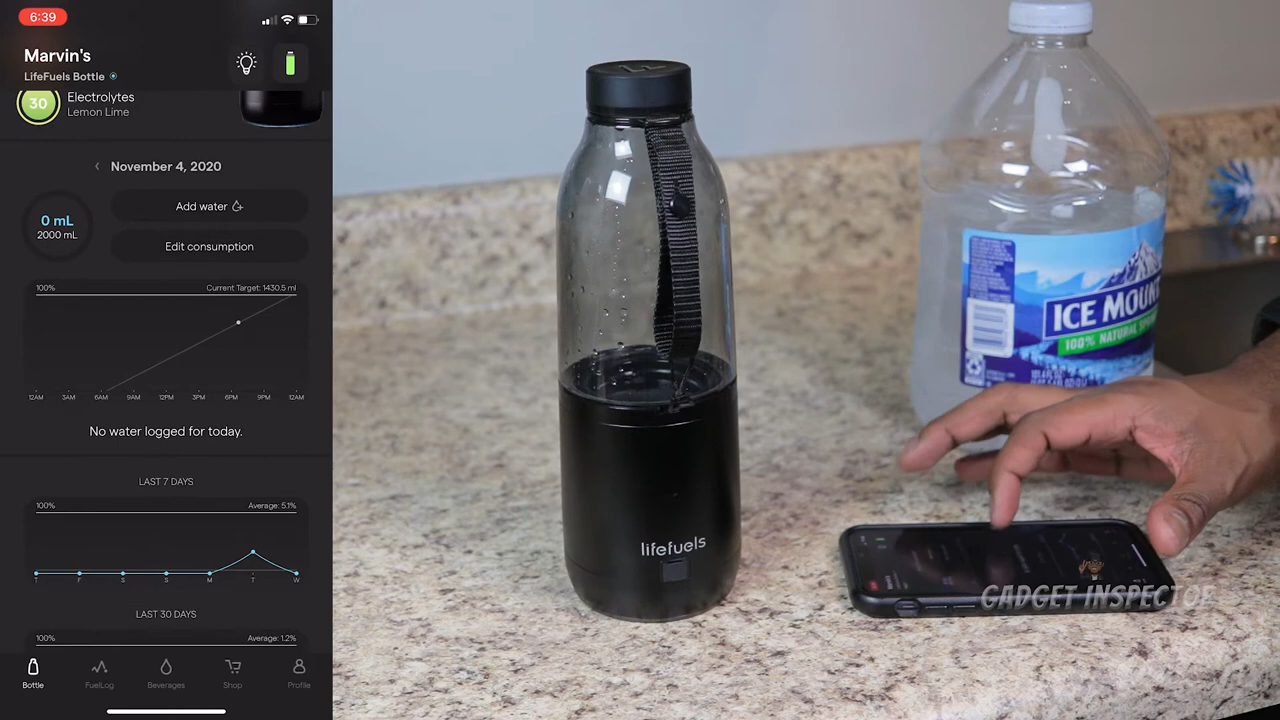 6:39
Marvin's
LifeFuels Bottle
30
Electrolytes
Lemon Lime
November 4, 2020
0 mL
2000 mL
Add water
Edit consumption
100%
Current Target: 1430.5 ml
12AM 3AM 6AM 9AM 12PM 3PM 6PM 9PM 12AM
No water logged for today.
LAST 7 DAYS
100%
Average: 5.1%
T F S S M T W
LAST 30 DAYS
100%
Average: 1.2%
Bottle
FuelLog
Beverages
Shop
Profile
lifefuels
ICE MOUN
100% NATURAL
GADGET INSPECTOR